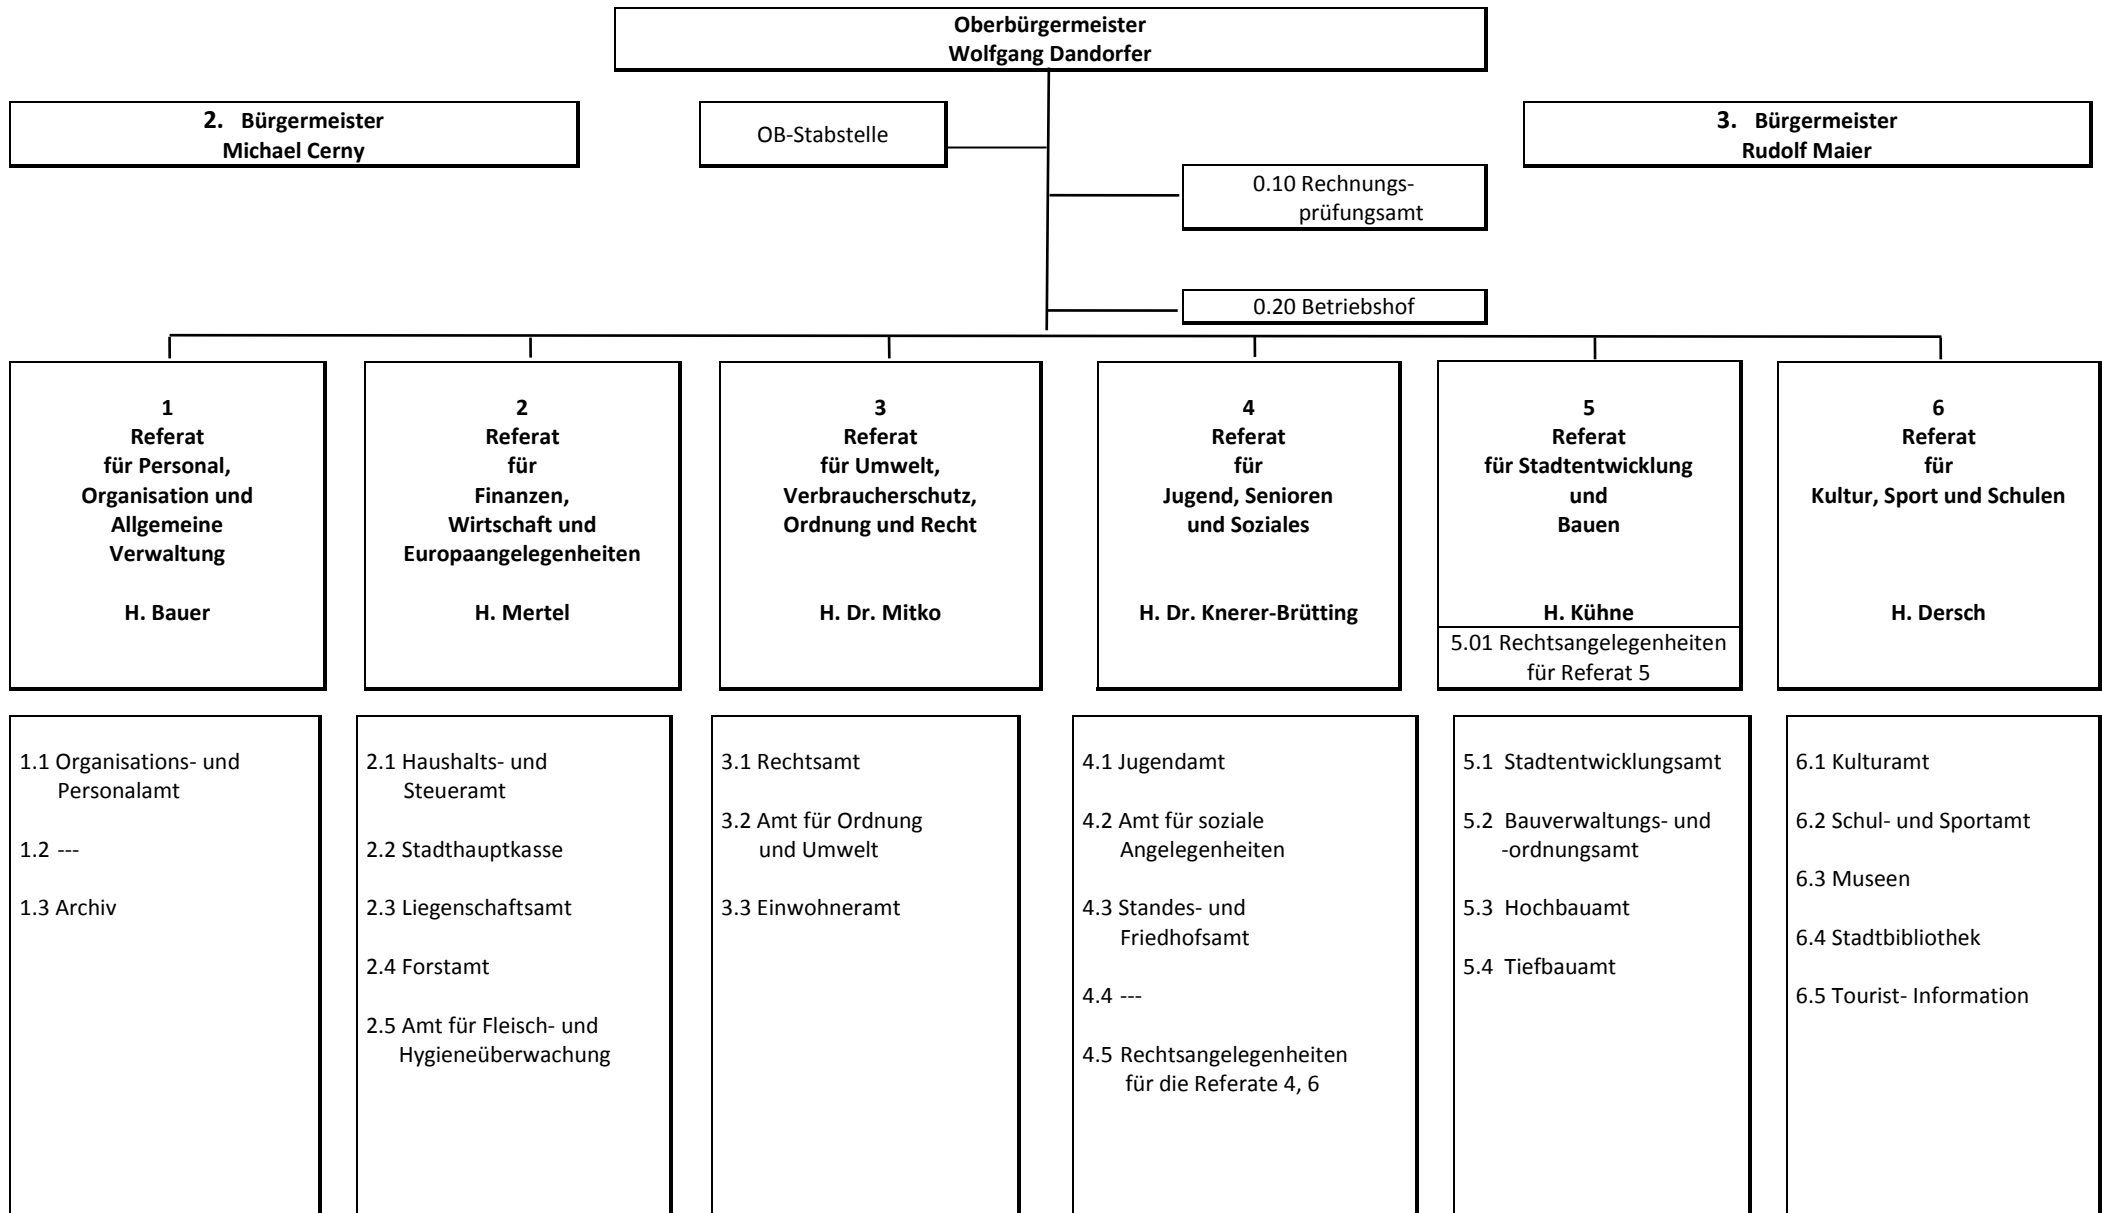 Oberbürgermeister
Wolfgang Dandorfer
2. Bürgermeister
Michael Cerny
OB-Stabstelle
3. Bürgermeister
Rudolf Maier
0.10 Rechnungs-
prüfungsamt
0.20 Betriebshof
1
Referat
für Personal,
Organisation und
Allgemeine
Verwaltung
H. Bauer
2
Referat
für
Finanzen,
Wirtschaft und
Europaangelegenheiten
H. Mertel
3
Referat
für Umwelt,
Verbraucherschutz,
Ordnung und Recht
H. Dr. Mitko
4
Referat
für
Jugend, Senioren
und Soziales
H. Dr. Knerer-Brütting
5
Referat
für Stadtentwicklung
und
Bauen
H. Kühne
5.01 Rechtsangelegenheiten
für Referat 5
6
Referat
für
Kultur, Sport und Schulen
H. Dersch
1.1 Organisations- und
Personalamt
1.2 ---
1.3 Archiv
2.1 Haushalts- und
Steueramt
2.2 Stadthauptkasse
2.3 Liegenschaftsamt
2.4 Forstamt
2.5 Amt für Fleisch- und
Hygieneüberwachung
3.1 Rechtsamt
3.2 Amt für Ordnung
und Umwelt
3.3 Einwohneramt
4.1 Jugendamt
4.2 Amt für soziale
Angelegenheiten
4.3 Standes- und
Friedhofsamt
4.4 ---
4.5 Rechtsangelegenheiten
für die Referate 4, 6
5.1 Stadtentwicklungsamt
5.2 Bauverwaltungs- und
-ordnungsamt
5.3 Hochbauamt
5.4 Tiefbauamt
6.1 Kulturamt
6.2 Schul- und Sportamt
6.3 Museen
6.4 Stadtbibliothek
6.5 Tourist- Information